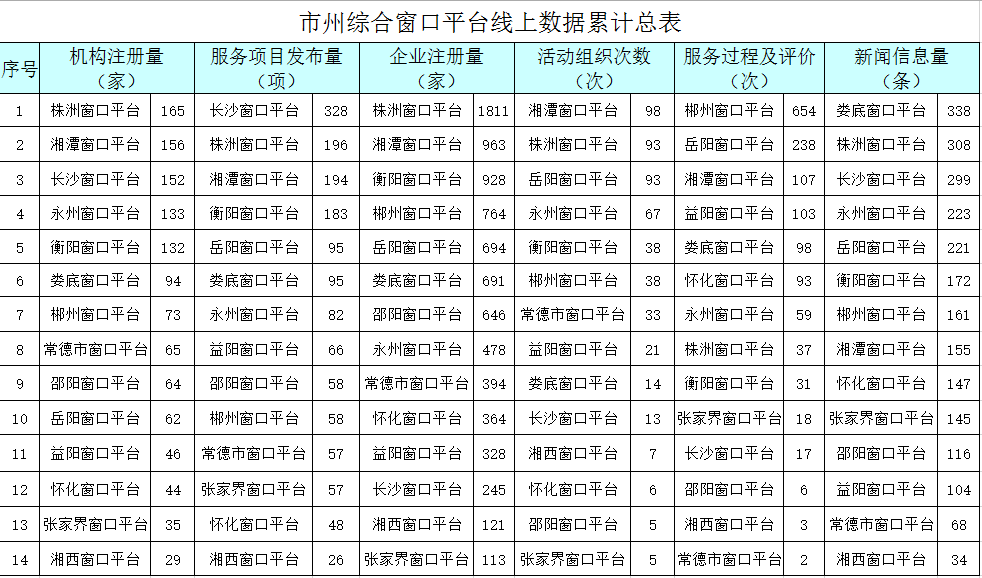 市州综合窗口平台线上数据累计总表
序号 机构注册量（家） 服务项目发布量（项） 企业注册量（家） 活动组织次数（次） 服务过程及评价（次） 新闻信息量（条）
1 株洲窗口平台 165 长沙窗口平台 328 株洲窗口平台 1811 湘潭窗口平台 98 郴州窗口平台 654 娄底窗口平台 338
2 湘潭窗口平台 156 株洲窗口平台 196 湘潭窗口平台 963 株洲窗口平台 93 岳阳窗口平台 238 株洲窗口平台 308
3 长沙窗口平台 152 湘潭窗口平台 194 衡阳窗口平台 928 岳阳窗口平台 93 湘潭窗口平台 107 长沙窗口平台 299
4 永州窗口平台 133 衡阳窗口平台 183 郴州窗口平台 764 永州窗口平台 67 益阳窗口平台 103 永州窗口平台 223
5 衡阳窗口平台 132 岳阳窗口平台 95 岳阳窗口平台 694 衡阳窗口平台 38 娄底窗口平台 98 岳阳窗口平台 221
6 娄底窗口平台 94 娄底窗口平台 95 娄底窗口平台 691 郴州窗口平台 38 怀化窗口平台 93 衡阳窗口平台 172
7 郴州窗口平台 73 永州窗口平台 82 邵阳窗口平台 646 常德市窗口平台 33 永州窗口平台 59 郴州窗口平台 161
8 常德市窗口平台 65 益阳窗口平台 66 永州窗口平台 478 益阳窗口平台 21 株洲窗口平台 37 湘潭窗口平台 155
9 邵阳窗口平台 64 邵阳窗口平台 58 常德市窗口平台 394 娄底窗口平台 14 衡阳窗口平台 31 怀化窗口平台 147
10 岳阳窗口平台 62 郴州窗口平台 58 怀化窗口平台 364 长沙窗口平台 13 张家界窗口平台 18 张家界窗口平台 145
11 益阳窗口平台 46 常德市窗口平台 57 益阳窗口平台 328 湘西窗口平台 7 长沙窗口平台 17 邵阳窗口平台 116
12 怀化窗口平台 44 张家界窗口平台 57 长沙窗口平台 245 怀化窗口平台 6 邵阳窗口平台 6 益阳窗口平台 104
13 张家界窗口平台 35 怀化窗口平台 48 湘西窗口平台 121 邵阳窗口平台 5 湘西窗口平台 3 常德市窗口平台 68
14 湘西窗口平台 29 湘西窗口平台 26 张家界窗口平台 113 张家界窗口平台 5 常德市窗口平台 2 湘西窗口平台 34